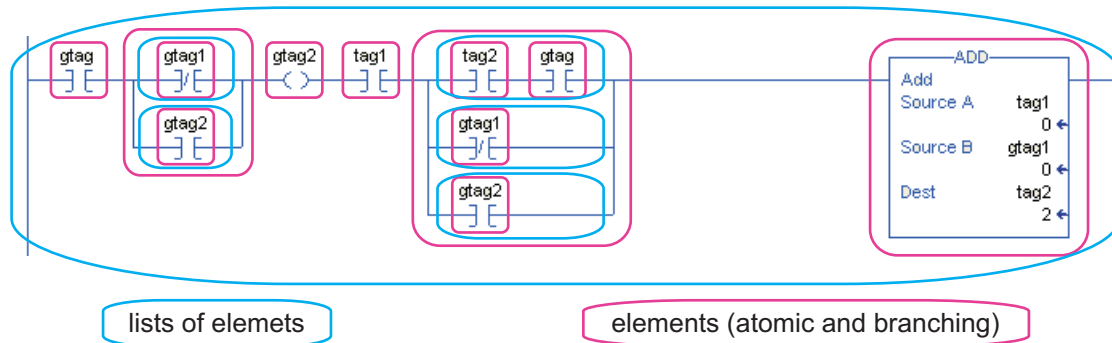 gtag gtag1 gtag2 tag1 tag2 gtag
gtag2
gtag1
gtag2
ADD
Add
Source A tag1
0
Source B gtag1
0
Dest tag2
2
lists of elemets
elements (atomic and branching)